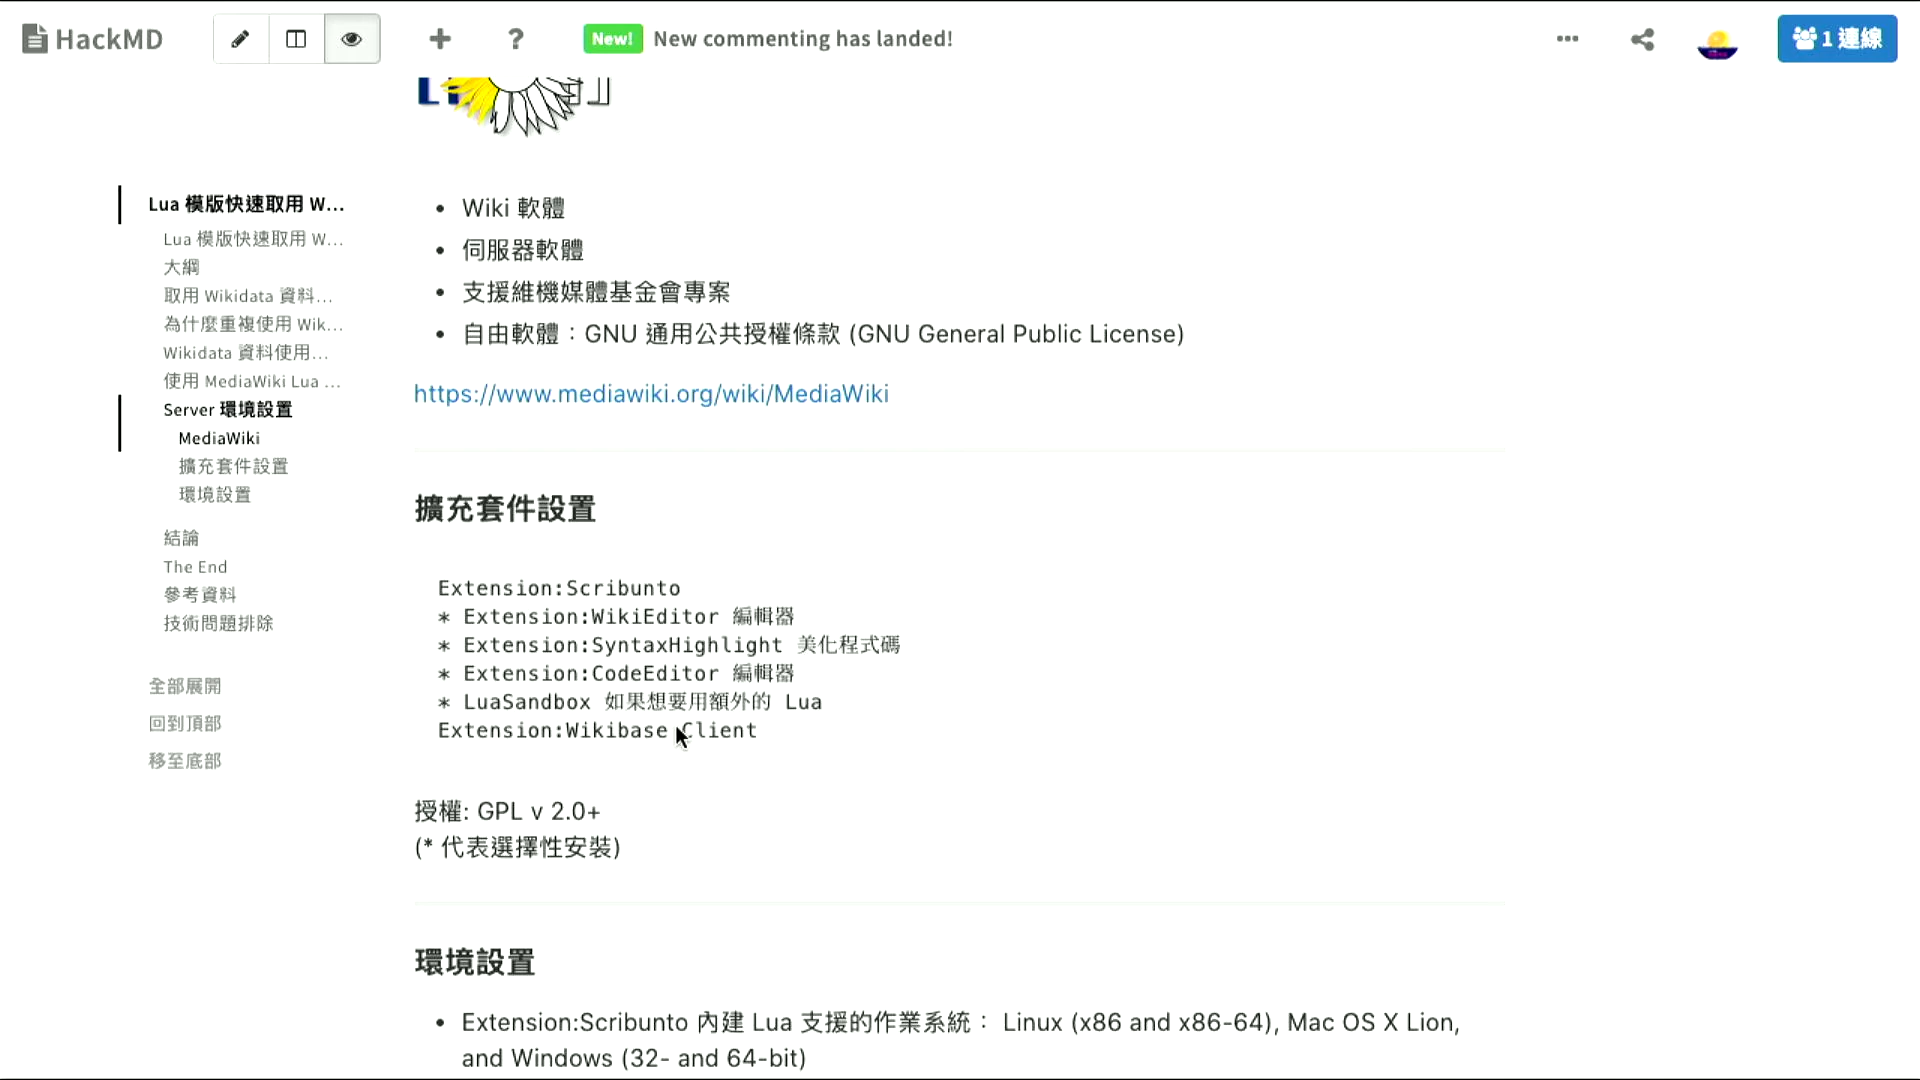 HackMD
New! New commenting has landed!
1 連線
Lua 模版快速取用 W...
Lua 模版快速取用 W...
大綱
取用 Wikidata 資料...
為什麼重複使用 Wik...
Wikidata 資料使用...
使用 MediaWiki Lua ...
Server 環境設置
MediaWiki
擴充套件設置
環境設置
結論
The End
參考資料
技術問題排除
全部展開
回到頂部
移至底部
• Wiki 軟體
• 伺服器軟體
• 支援維機媒體基金會專案
• 自由軟體：GNU 通用公共授權條款 (GNU General Public License)
https://www.mediawiki.org/wiki/MediaWiki
擴充套件設置
Extension:Scribunto
* Extension:WikiEditor 編輯器
* Extension:SyntaxHighlight 美化程式碼
* Extension:CodeEditor 編輯器
* LuaSandbox 如果想要用額外的 Lua
Extension:Wikibase Client
授權: GPL v 2.0+
(* 代表選擇性安裝)
環境設置
• Extension:Scribunto 內建 Lua 支援的作業系統： Linux (x86 and x86-64), Mac OS X Lion,
and Windows (32- and 64-bit)